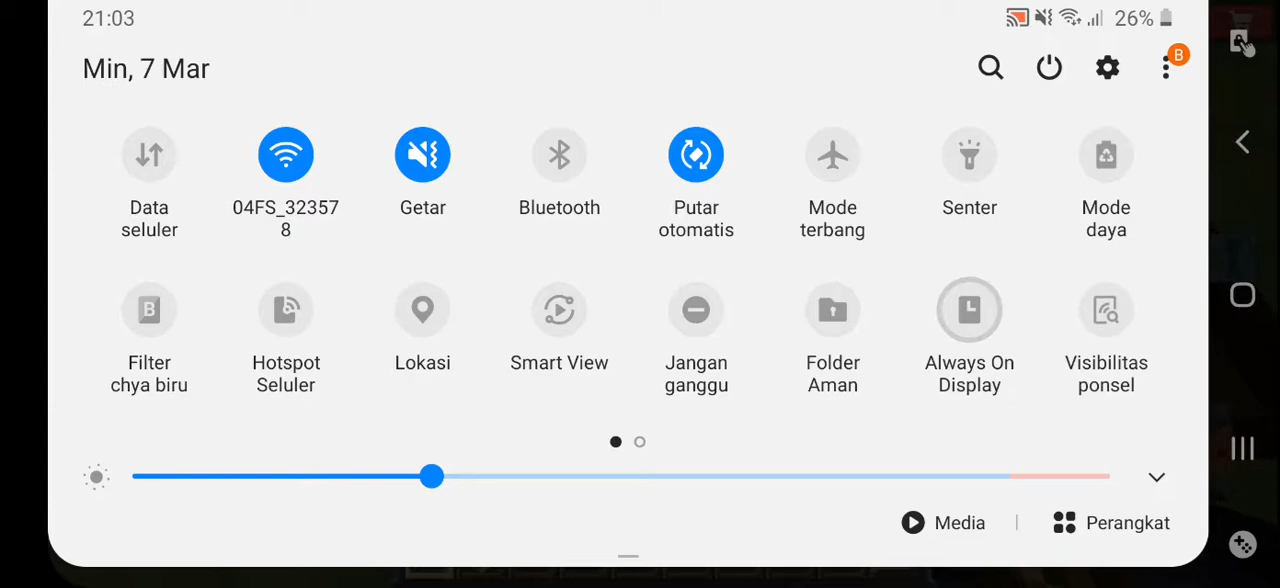 21:03
26%
Min, 7 Mar
B
Data
seluler
04FS_32357
8
Getar
Bluetooth
Putar
otomatis
Mode
terbang
Senter
Mode
daya
B
Filter
chya biru
Hotspot
Seluler
Lokasi
Smart View
Jangan
ganggu
Folder
Aman
Always On
Display
Visibilitas
ponsel
Media
Perangkat